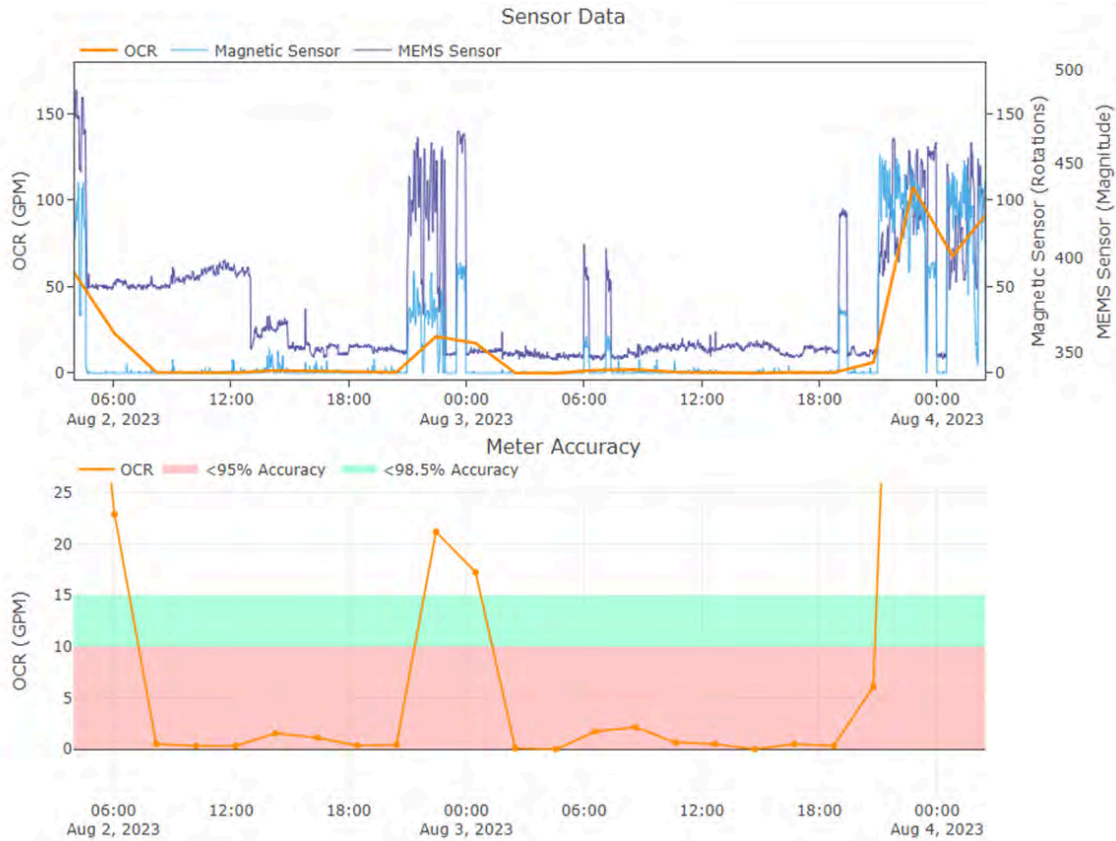 Sensor Data
OCR Magnetic Sensor MEMS Sensor
OCR (GPM)
150
100
50
0
150
100
50
0
Magnetic Sensor (Rotations)
500
450
400
350
MEMS Sensor (Magnitude)
06:00 12:00 18:00 00:00 06:00 12:00 18:00 00:00
Aug 2, 2023 Aug 3, 2023 Aug 4, 2023
Meter Accuracy
OCR <95% Accuracy <98.5% Accuracy
OCR (GPM)
25
20
15
10
5
0
06:00 12:00 18:00 00:00 06:00 12:00 18:00 00:00
Aug 2, 2023 Aug 3, 2023 Aug 4, 2023